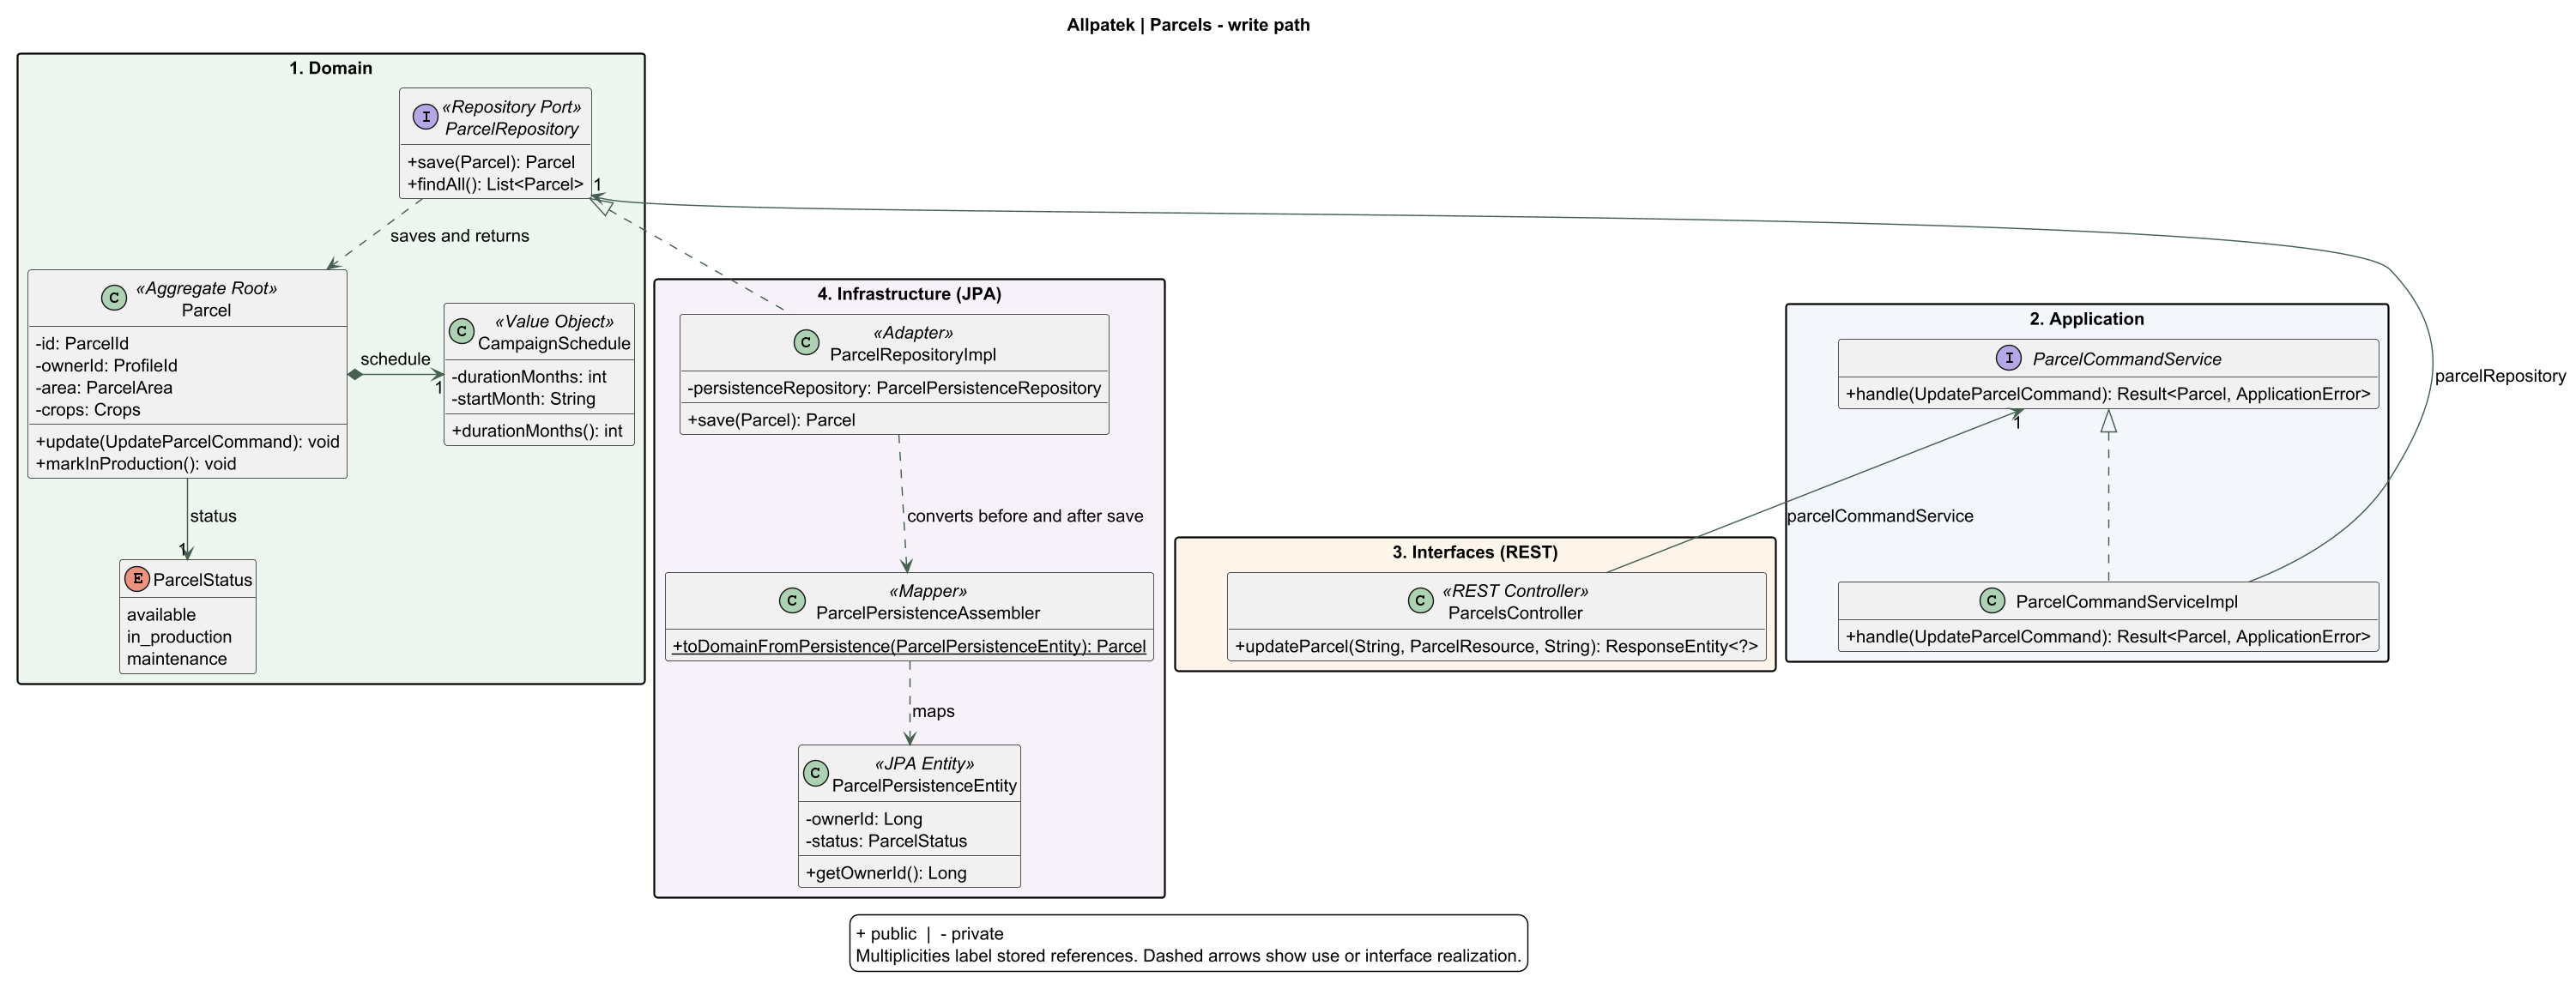 Allpatek | Parcels - write path
1. Domain
I
«Repository Port»
ParcelRepository
+save(Parcel): Parcel
+findAll(): List<Parcel>
1
saves and returns
C
«Aggregate Root»
Parcel
-id: ParcelId
-ownerId: ProfileId
-area: ParcelArea
-crops: Crops
+update(UpdateParcelCommand): void
+markInProduction(): void
schedule
1
C
«Value Object»
CampaignSchedule
-durationMonths: int
-startMonth: String
+durationMonths(): int
status
1
E
ParcelStatus
available
in_production
maintenance
4. Infrastructure (JPA)
C
«Adapter»
ParcelRepositoryImpl
-persistenceRepository: ParcelPersistenceRepository
+save(Parcel): Parcel
converts before and after save
C
«Mapper»
ParcelPersistenceAssembler
+toDomainFromPersistence(ParcelPersistenceEntity): Parcel
maps
C
«JPA Entity»
ParcelPersistenceEntity
-ownerId: Long
-status: ParcelStatus
+getOwnerId(): Long
3. Interfaces (REST)
C
«REST Controller»
ParcelsController
+updateParcel(String, ParcelResource, String): ResponseEntity<?>
2. Application
I
ParcelCommandService
+handle(UpdateParcelCommand): Result<Parcel, ApplicationError>
1
parcelCommandService
C
ParcelCommandServiceImpl
+handle(UpdateParcelCommand): Result<Parcel, ApplicationError>
parcelRepository
+ public | - private
Multiplicities label stored references. Dashed arrows show use or interface realization.